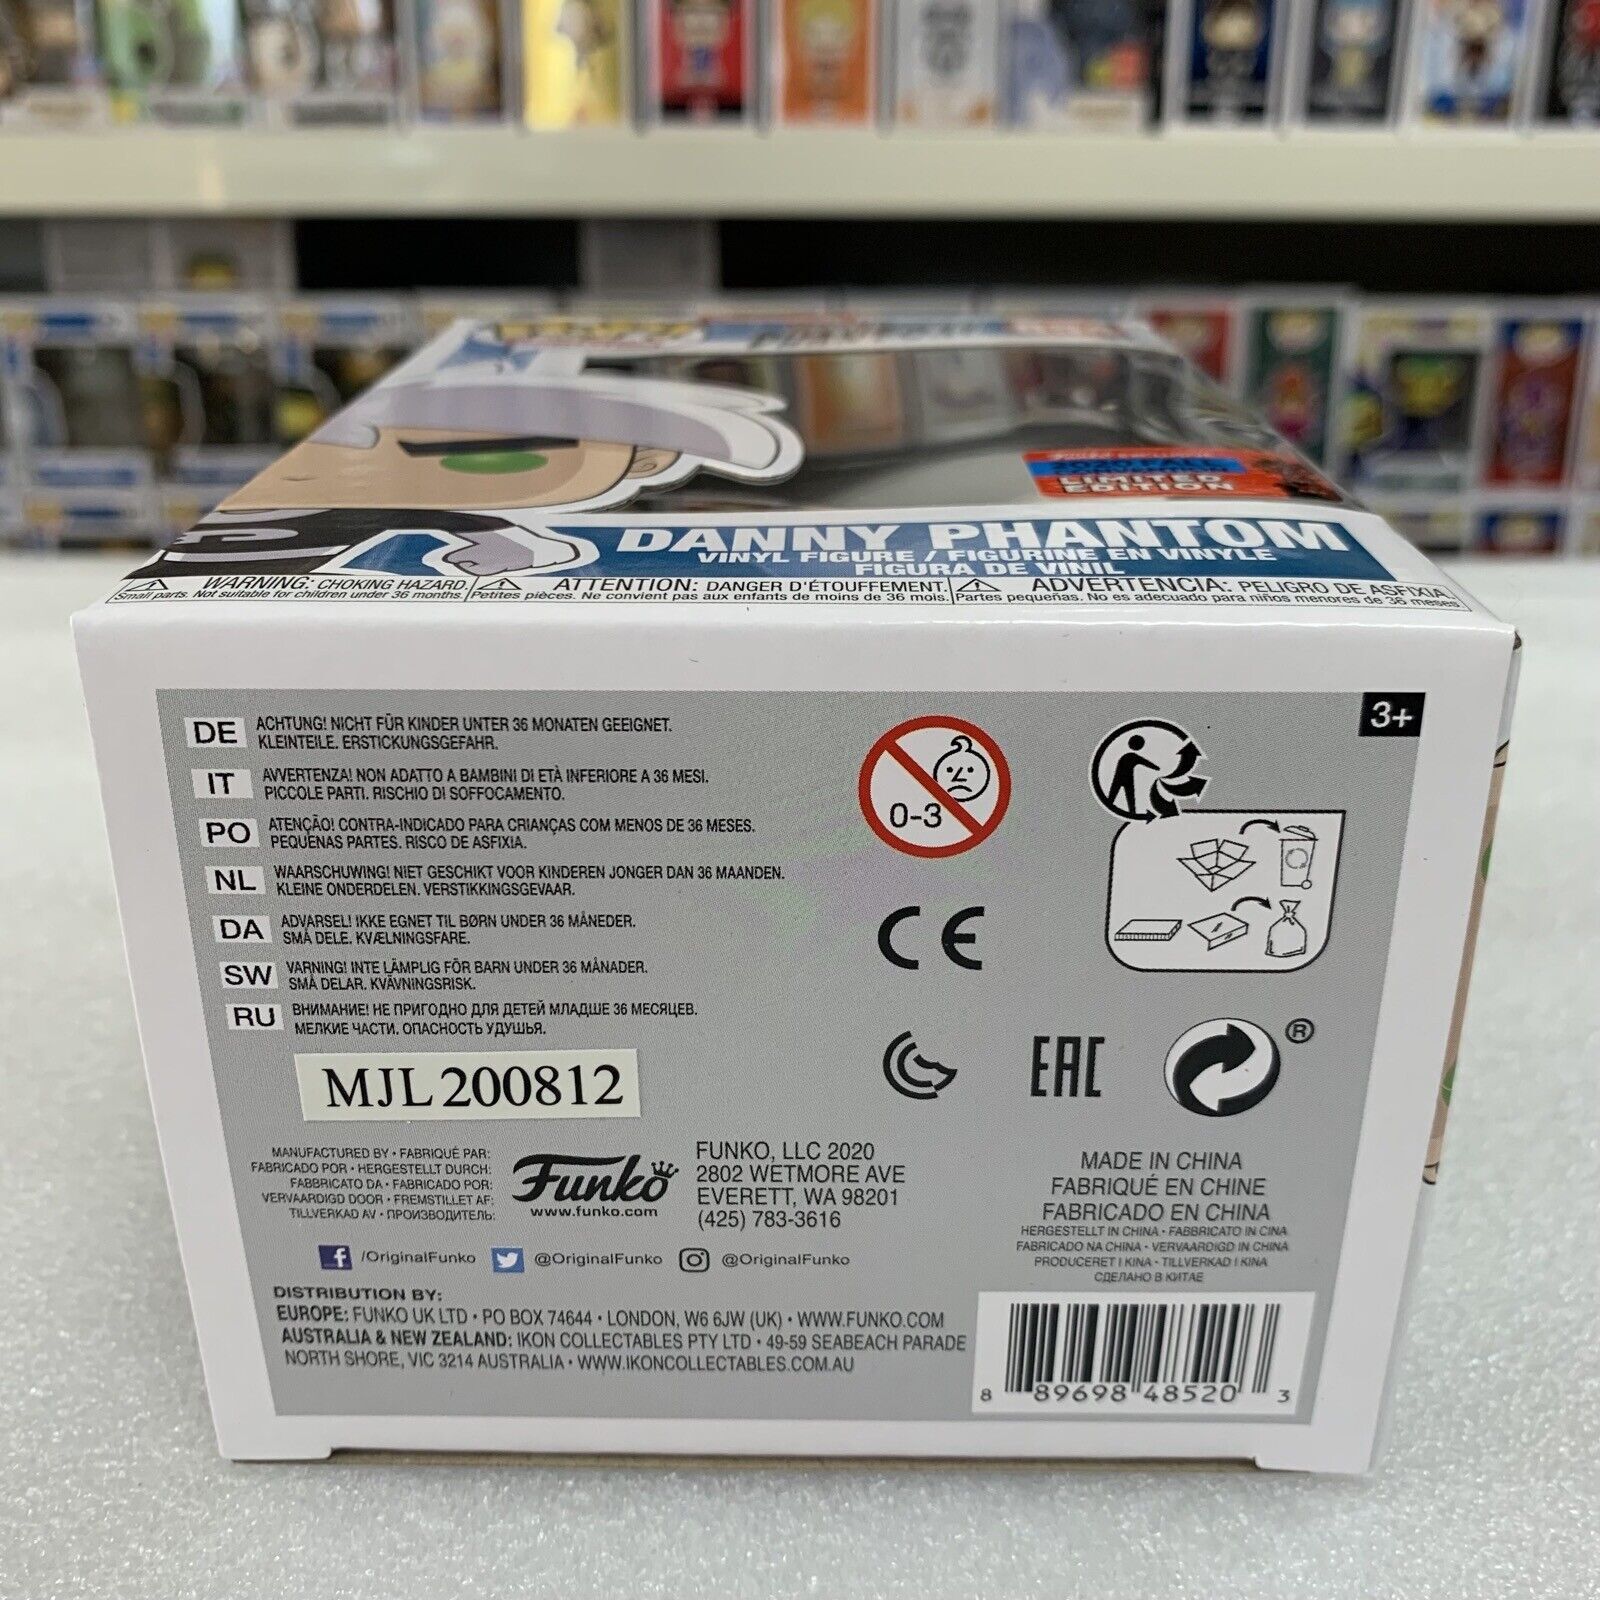 2020 FALL
LIMITED
EDITION
DANNY PHANTOM
VINYL FIGURE / FIGURINE EN VINYLE
FIGURA DE VINIL
WARNING: CHOKING HAZARD.
Small parts. Not suitable for children under 36 months.
ATTENTION: DANGER D'ÉTOUFFEMENT.
Petites pièces. Ne convient pas aux enfants de moins de 36 mois.
ADVERTENCIA: PELIGRO DE ASFIXIA.
Partes pequeñas. No es adecuado para niños menores de 36 meses.
3+
DE ACHTUNG! NICHT FÜR KINDER UNTER 36 MONATEN GEEIGNET.
KLEINTEILE. ERSTICKUNGSGEFAHR.
IT AVVERTENZA! NON ADATTO A BAMBINI DI ETÀ INFERIORE A 36 MESI.
PICCOLE PARTI. RISCHIO DI SOFFOCAMENTO.
PO ATENÇÃO! CONTRA-INDICADO PARA CRIANÇAS COM MENOS DE 36 MESES.
PEQUENAS PARTES. RISCO DE ASFIXIA.
NL WAARSCHUWING! NIET GESCHIKT VOOR KINDEREN JONGER DAN 36 MAANDEN.
KLEINE ONDERDELEN. VERSTIKKINGSGEVAAR.
DA ADVARSEL! IKKE EGNET TIL BØRN UNDER 36 MÅNEDER.
SMÅ DELE. KVÆLNINGSFARE.
SW VARNING! INTE LÄMPLIG FÖR BARN UNDER 36 MÅNADER.
SMÅ DELAR. KVÄVNINGSRISK.
RU ВНИМАНИЕ! НЕ ПРИГОДНО ДЛЯ ДЕТЕЙ МЛАДШЕ 36 МЕСЯЦЕВ.
МЕЛКИЕ ЧАСТИ. ОПАСНОСТЬ УДУШЬЯ.
0-3
CE
EAC
®
MJL 200812
MANUFACTURED BY • FABRIQUÉ PAR:
FABRICADO POR • HERGESTELLT DURCH:
FABBRICATO DA • FABRICADO POR:
VERVAARDIGD DOOR • FREMSTILLET AF:
TILLVERKAD AV • ПРОИЗВОДИТЕЛЬ:
Funko
www.funko.com
FUNKO, LLC 2020
2802 WETMORE AVE
EVERETT, WA 98201
(425) 783-3616
MADE IN CHINA
FABRIQUÉ EN CHINE
FABRICADO EN CHINA
HERGESTELLT IN CHINA • FABBRICATO IN CINA
FABRICADO NA CHINA • VERVAARDIGD IN CHINA
PRODUCERET I KINA • TILLVERKAD I KINA
СДЕЛАНО В КИТАЕ
/OriginalFunko @OriginalFunko @OriginalFunko
DISTRIBUTION BY:
EUROPE: FUNKO UK LTD • PO BOX 74644 • LONDON, W6 6JW (UK) • WWW.FUNKO.COM
AUSTRALIA & NEW ZEALAND: IKON COLLECTABLES PTY LTD • 49-59 SEABEACH PARADE
NORTH SHORE, VIC 3214 AUSTRALIA • WWW.IKONCOLLECTABLES.COM.AU
8 89698 48520 3